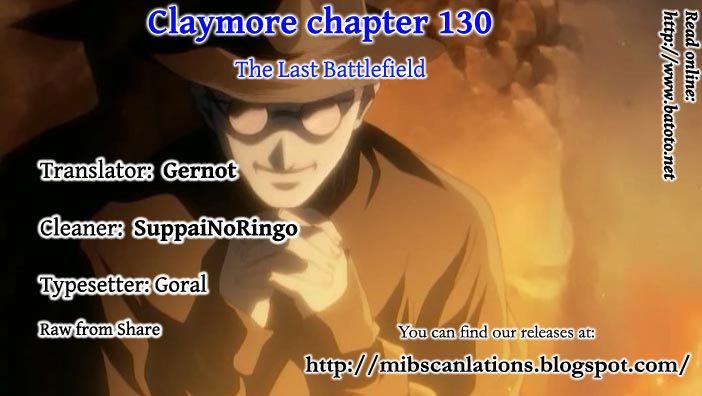 Claymore chapter 130
The Last Battlefield
Read online:
http://www.batoto.net
Translator: Gernot
Cleaner: SuppaiNoRingo
Typesetter: Goral
Raw from Share
You can find our releases at:
http://mibscanlations.blogspot.com/